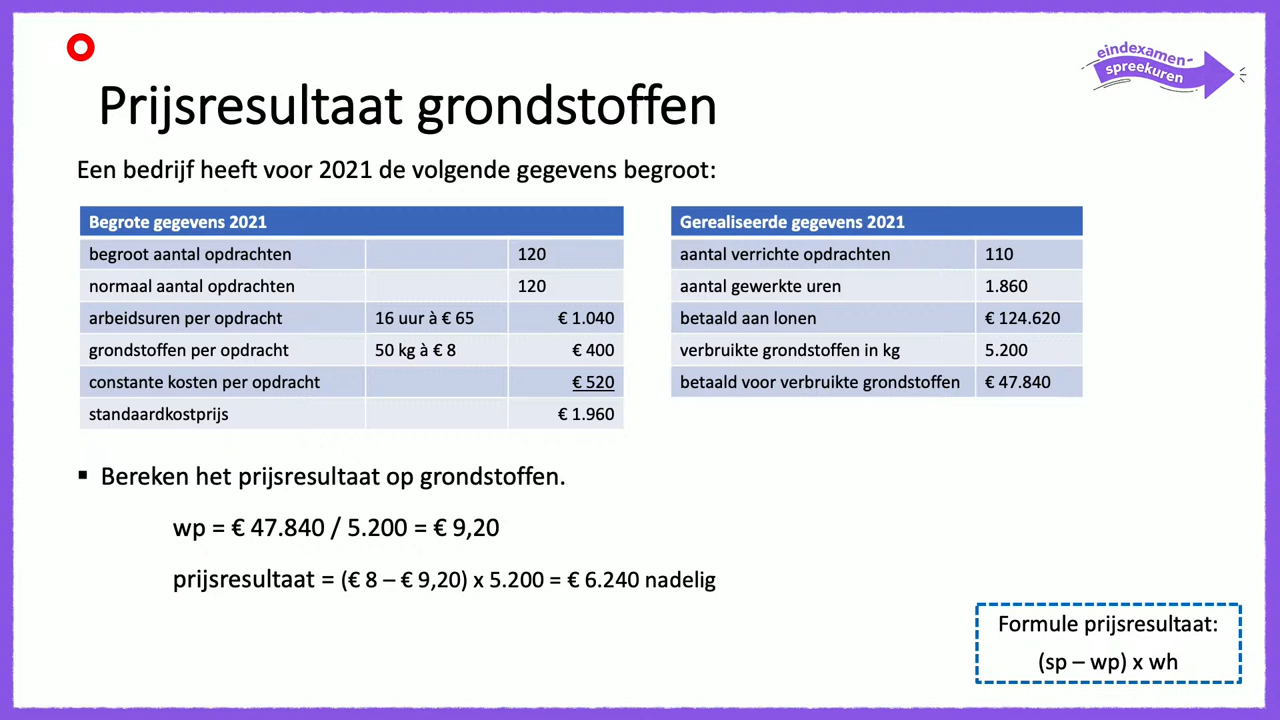 eindexamen-
spreekuren
Prijsresultaat grondstoffen
Een bedrijf heeft voor 2021 de volgende gegevens begroot:
Begrote gegevens 2021
begroot aantal opdrachten 120
normaal aantal opdrachten 120
arbeidsuren per opdracht 16 uur à € 65 € 1.040
grondstoffen per opdracht 50 kg à € 8 € 400
constante kosten per opdracht € 520
standaardkostprijs € 1.960
Gerealiseerde gegevens 2021
aantal verrichte opdrachten 110
aantal gewerkte uren 1.860
betaald aan lonen € 124.620
verbruikte grondstoffen in kg 5.200
betaald voor verbruikte grondstoffen € 47.840
▪ Bereken het prijsresultaat op grondstoffen.
wp = € 47.840 / 5.200 = € 9,20
prijsresultaat = (€ 8 – € 9,20) x 5.200 = € 6.240 nadelig
Formule prijsresultaat:
(sp – wp) x wh